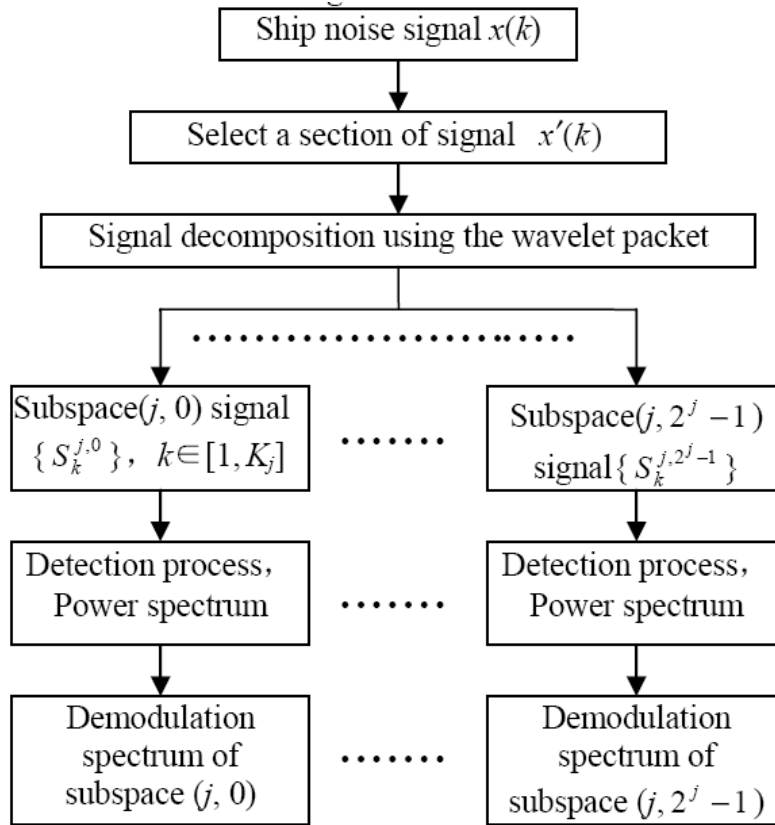 Ship noise signal x(k)
Select a section of signal x′(k)
Signal decomposition using the wavelet packet
Subspace(j, 0) signal
{ S_k^{j,0} }, k∈[1, K_j]
Subspace(j, 2^j −1)
signal{ S_k^{j,2^j−1} }
Detection process,
Power spectrum
Detection process,
Power spectrum
Demodulation
spectrum of
subspace (j, 0)
Demodulation
spectrum of
subspace (j, 2^j −1)